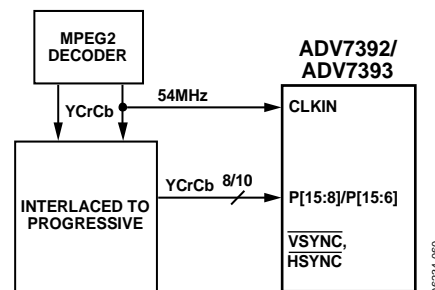 MPEG2
DECODER
ADV7392/
ADV7393
YCrCb
54MHz
CLKIN
INTERLACED TO
PROGRESSIVE
YCrCb
8/10
P[15:8]/P[15:6]
VSYNC,
HSYNC